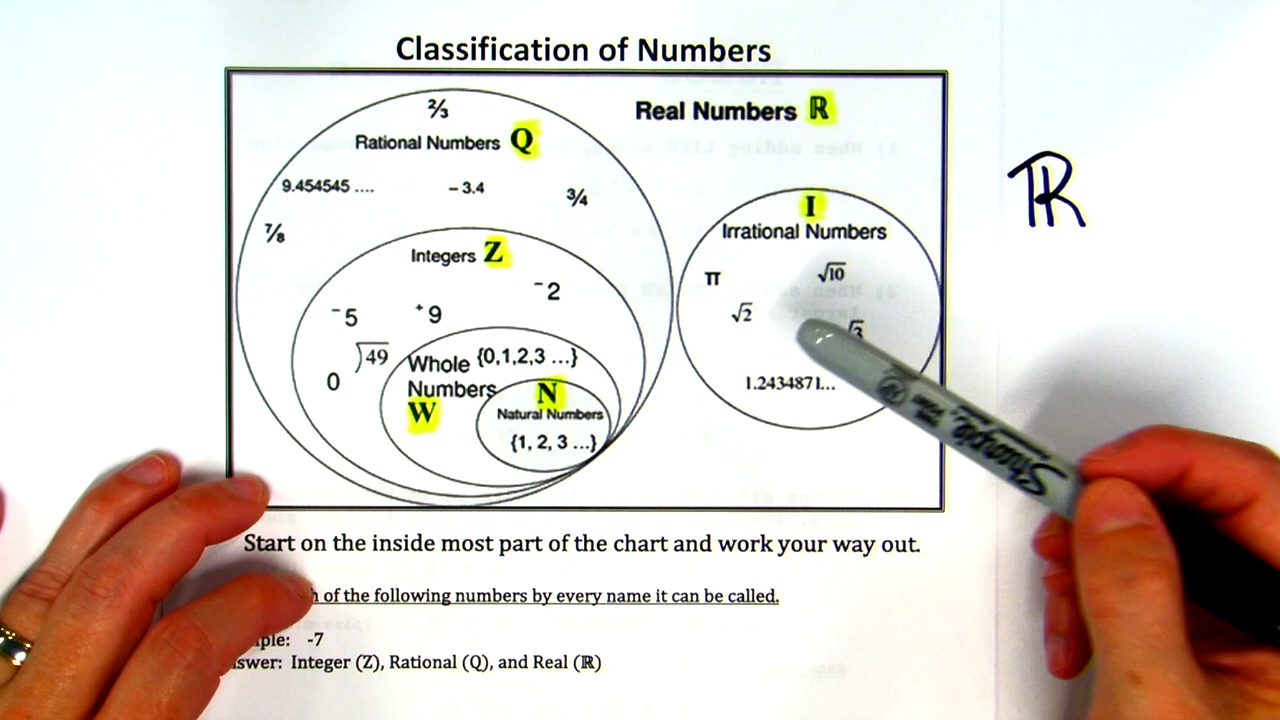 Classification of Numbers
⅔
Real Numbers ℝ
Rational Numbers Q
9.454545 ....
– 3.4
¾
⅞
ℝ
I
Irrational Numbers
π
√10
√2
√3
1.2434871...
Integers Z
⁻2
⁻5
⁺9
√49
0
Whole {0,1,2,3 ...}
Numbers
W
N
Natural Numbers
{1, 2, 3 ...}
Sharpie
Start on the inside most part of the chart and work your way out.
of the following numbers by every name it can be called.
-7
Integer (Z), Rational (Q), and Real (ℝ)